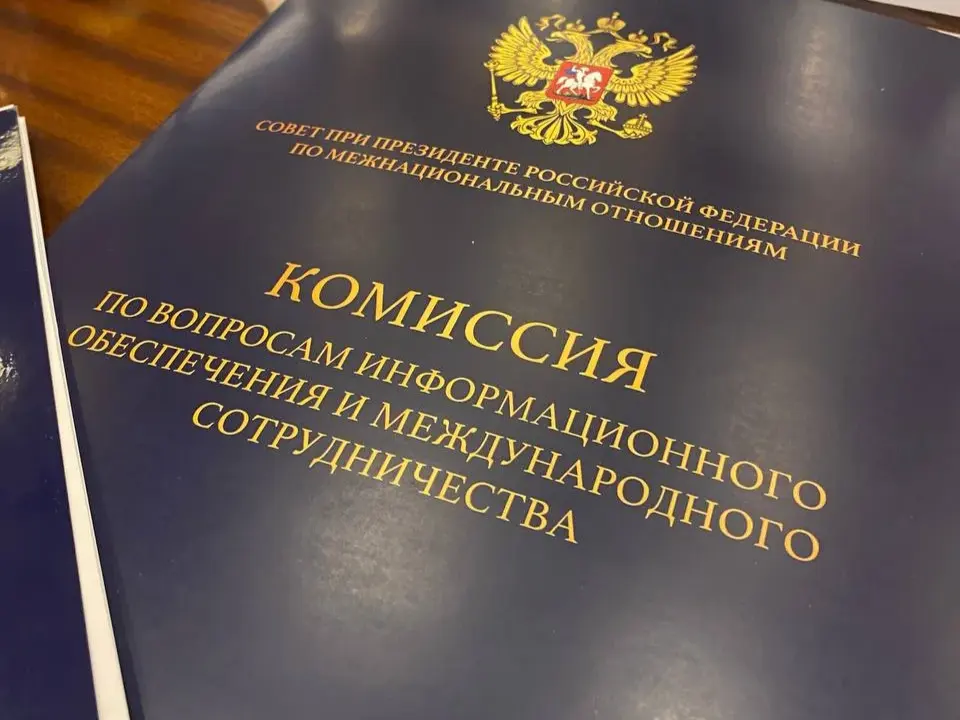 СОВЕТ ПРИ ПРЕЗИДЕНТЕ РОССИЙСКОЙ ФЕДЕРАЦИИ
ПО МЕЖНАЦИОНАЛЬНЫМ ОТНОШЕНИЯМ
КОМИССИЯ
ПО ВОПРОСАМ ИНФОРМАЦИОННОГО
ОБЕСПЕЧЕНИЯ И МЕЖДУНАРОДНОГО
СОТРУДНИЧЕСТВА